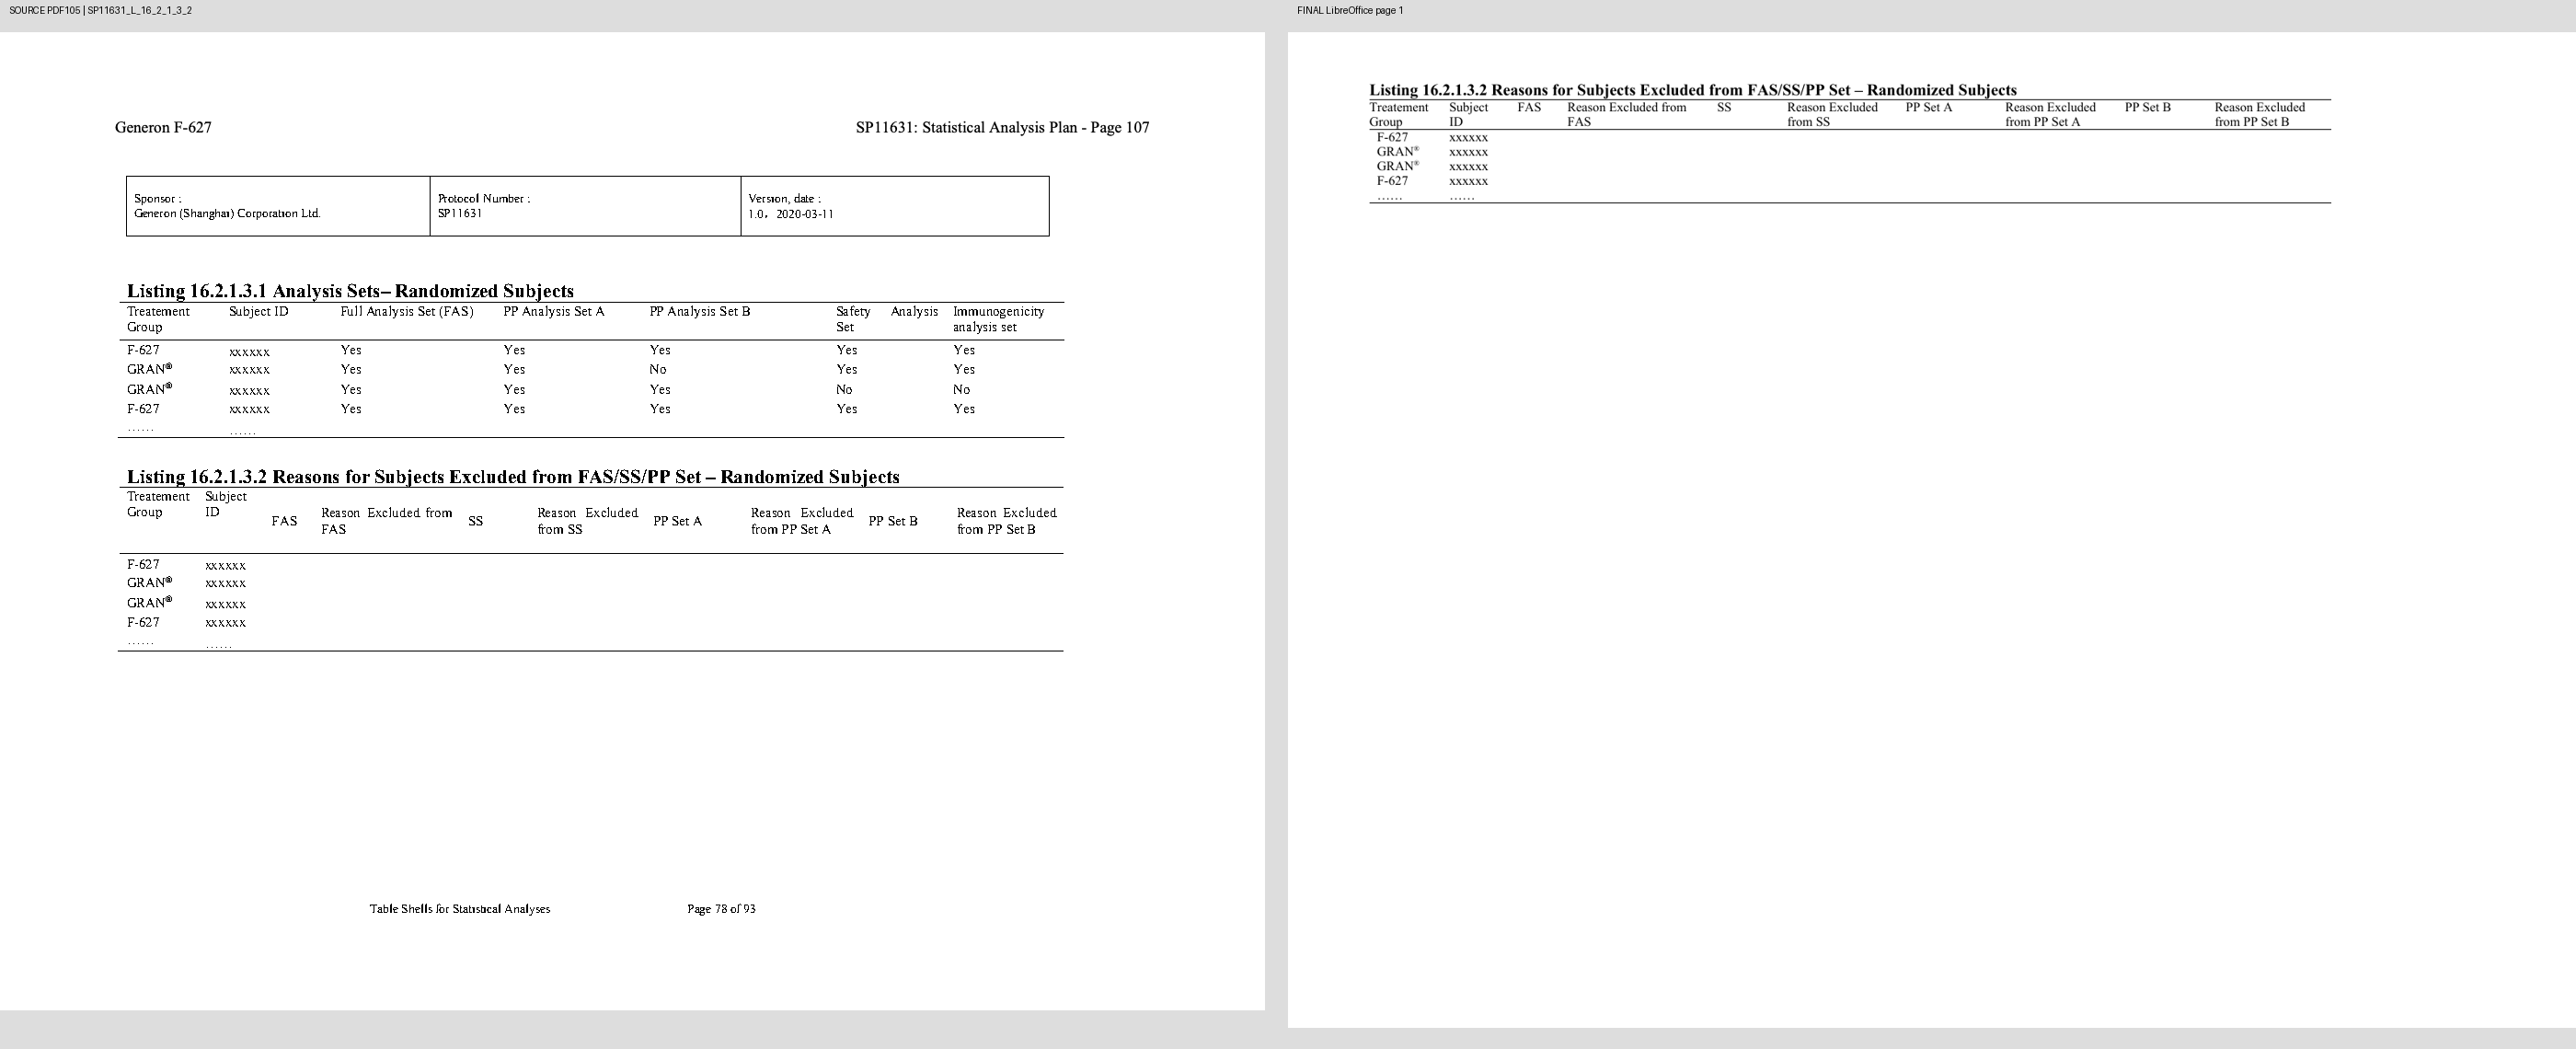 SOURCE PDF105 | SP11631_L_16_2_1_3_2
Generon F-627 SP11631: Statistical Analysis Plan - Page 107
Sponsor : Protocol Number : Version, date :
Generon (Shanghai) Corporation Ltd. SP11631 1.0, 2020-03-11
Listing 16.2.1.3.1 Analysis Sets– Randomized Subjects
Treatement Subject ID Full Analysis Set (FAS) PP Analysis Set A PP Analysis Set B Safety Analysis Immunogenicity
Group Set analysis set
F-627 xxxxxx Yes Yes Yes Yes Yes
GRAN® xxxxxx Yes Yes No Yes Yes
GRAN® xxxxxx Yes Yes Yes No No
F-627 xxxxxx Yes Yes Yes Yes Yes
...... ......
Listing 16.2.1.3.2 Reasons for Subjects Excluded from FAS/SS/PP Set – Randomized Subjects
Treatement Subject FAS Reason Excluded from SS Reason Excluded PP Set A Reason Excluded PP Set B Reason Excluded
Group ID FAS from SS from PP Set A from PP Set B
F-627 xxxxxx
GRAN® xxxxxx
GRAN® xxxxxx
F-627 xxxxxx
...... ......
Table Shells for Statistical Analyses Page 78 of 93
FINAL LibreOffice page 1
Listing 16.2.1.3.2 Reasons for Subjects Excluded from FAS/SS/PP Set – Randomized Subjects
Treatement Subject FAS Reason Excluded from SS Reason Excluded PP Set A Reason Excluded PP Set B Reason Excluded
Group ID FAS from SS from PP Set A from PP Set B
F-627 xxxxxx
GRAN® xxxxxx
GRAN® xxxxxx
F-627 xxxxxx
...... ......